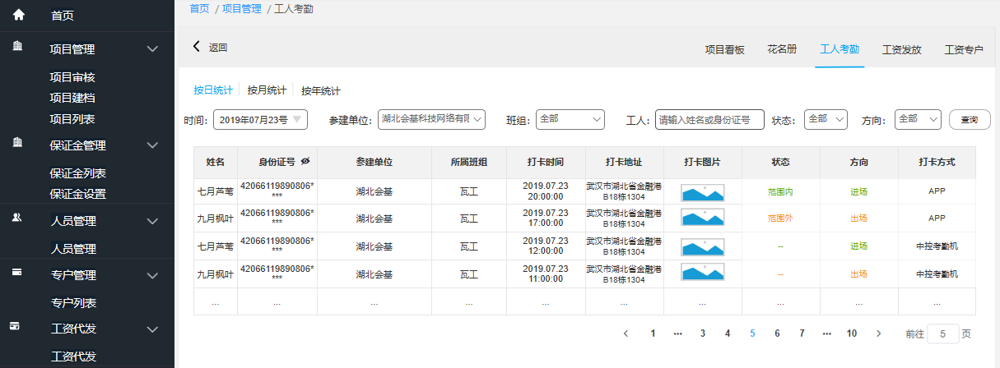 首页
项目管理
项目审核
项目建档
项目列表
保证金管理
保证金列表
保证金设置
人员管理
人员管理
专户管理
专户列表
工资代发
工资代发
首页 / 项目管理 / 工人考勤
返回
项目看板 花名册 工人考勤 工资发放 工资专户
按日统计 按月统计 按年统计
时间: 2019年07月23号 参建单位: 湖北会基科技网络有限 班组: 全部 工人: 请输入姓名或身份证号 状态: 全部 方向: 全部 查询
姓名 身份证号 参建单位 所属班组 打卡时间 打卡地址 打卡图片 状态 方向 打卡方式
七月芦苇 42066119890806* 湖北会基 瓦工 2019.07.23 武汉市湖北省金融港 范围内 进场 APP
*** 20:00:00 B18栋1304
九月枫叶 42066119890806* 湖北会基 瓦工 2019.07.23 武汉市湖北省金融港 范围外 出场 APP
*** 17:00:00 B18栋1304
七月芦苇 42066119890806* 湖北会基 瓦工 2019.07.23 武汉市湖北省金融港 -- 进场 中控考勤机
*** 12:00:00 B18栋1304
九月枫叶 42066119890806* 湖北会基 瓦工 2019.07.23 武汉市湖北省金融港 -- 出场 中控考勤机
*** 11:00:00 B18栋1304
... ... ... ... ... ... ... ... ... ...
1 ... 3 4 5 6 7 ... 10 前往 5 页